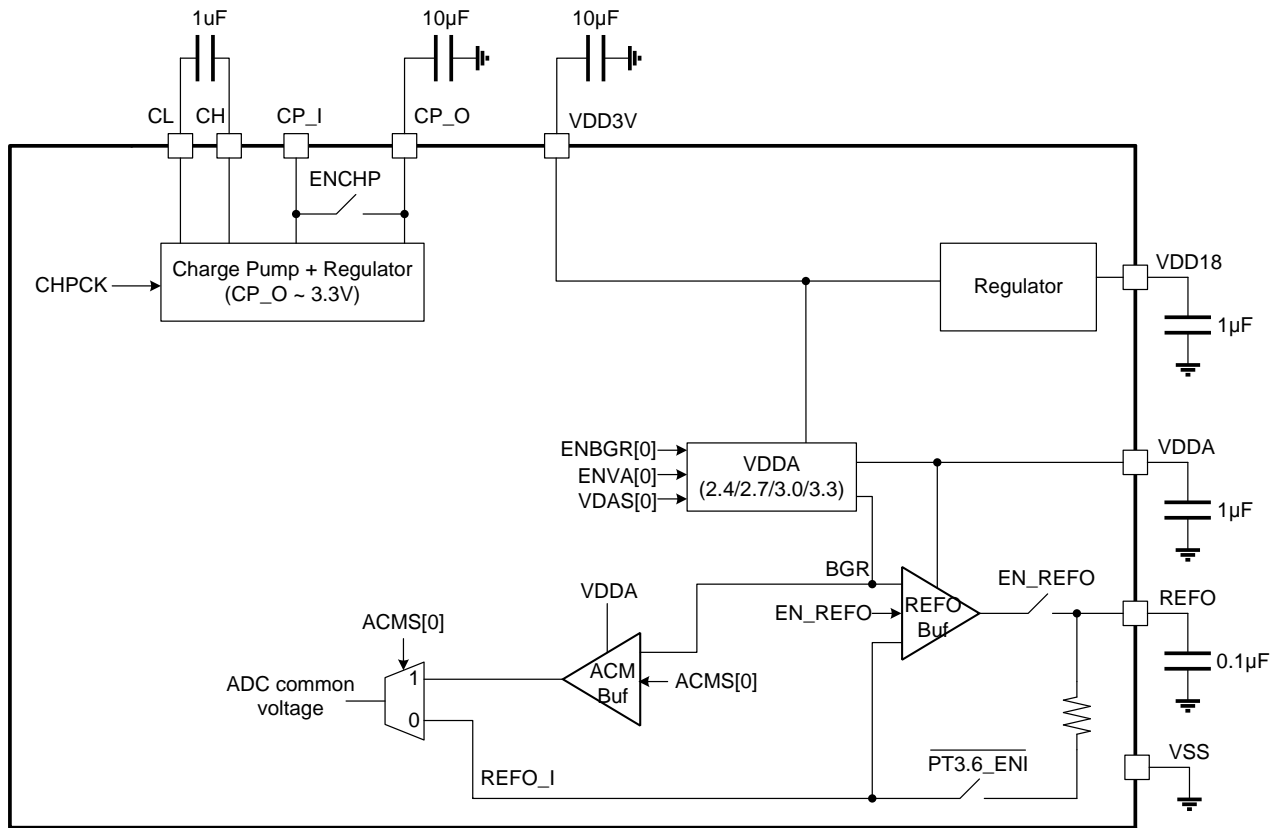 1uF
10µF
10µF
CL
CH
CP_I
CP_O
VDD3V
ENCHP
CHPCK
Charge Pump + Regulator
(CP_O ~ 3.3V)
Regulator
VDD18
1µF
ENBGR[0]
ENVA[0]
VDAS[0]
VDDA
(2.4/2.7/3.0/3.3)
VDDA
1µF
BGR
VDDA
EN_REFO
REFO
Buf
EN_REFO
REFO
0.1µF
ACMS[0]
ACM
Buf
ACMS[0]
ADC common
voltage
1
0
REFO_I
PT3.6_ENI
VSS